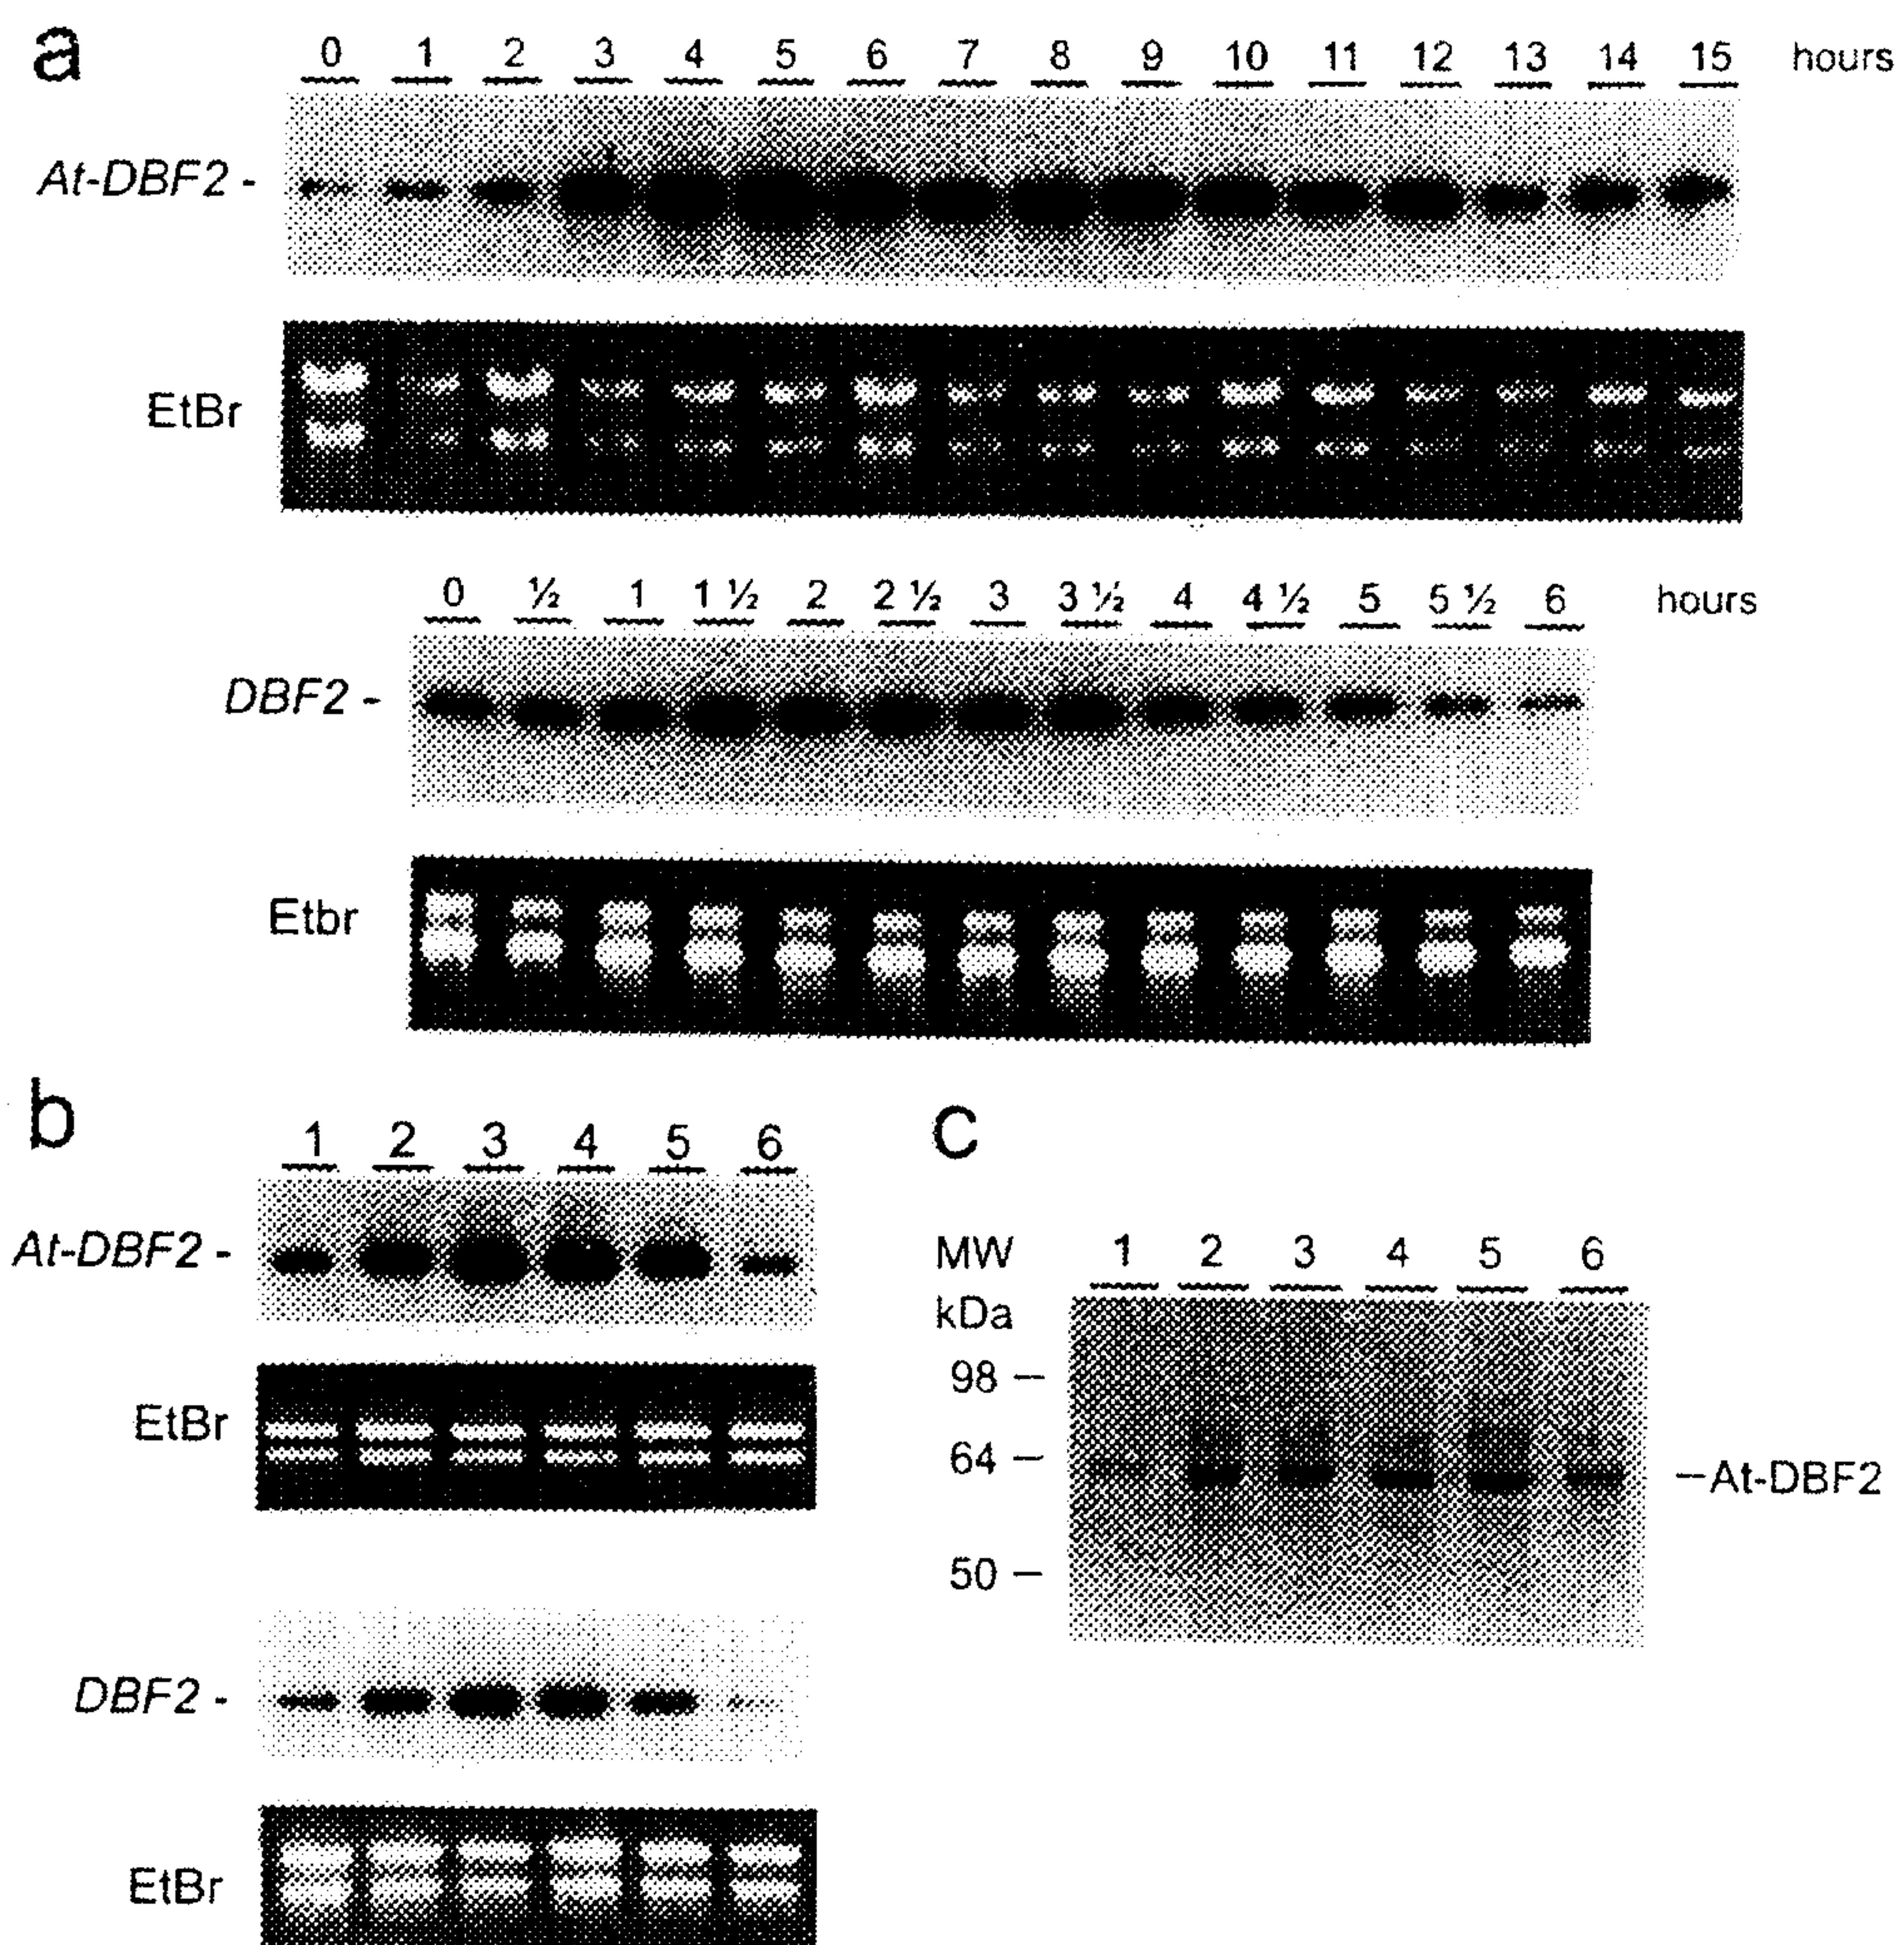 a
0 1 2 3 4 5 6 7 8 9 10 11 12 13 14 15 hours
At-DBF2 -
EtBr
0 ½ 1 1 ½ 2 2 ½ 3 3 ½ 4 4 ½ 5 5 ½ 6 hours
DBF2 -
Etbr
b
1 2 3 4 5 6
At-DBF2 -
EtBr
DBF2 -
EtBr
c
MW 1 2 3 4 5 6
kDa
98 –
64 –
–At-DBF2
50 –